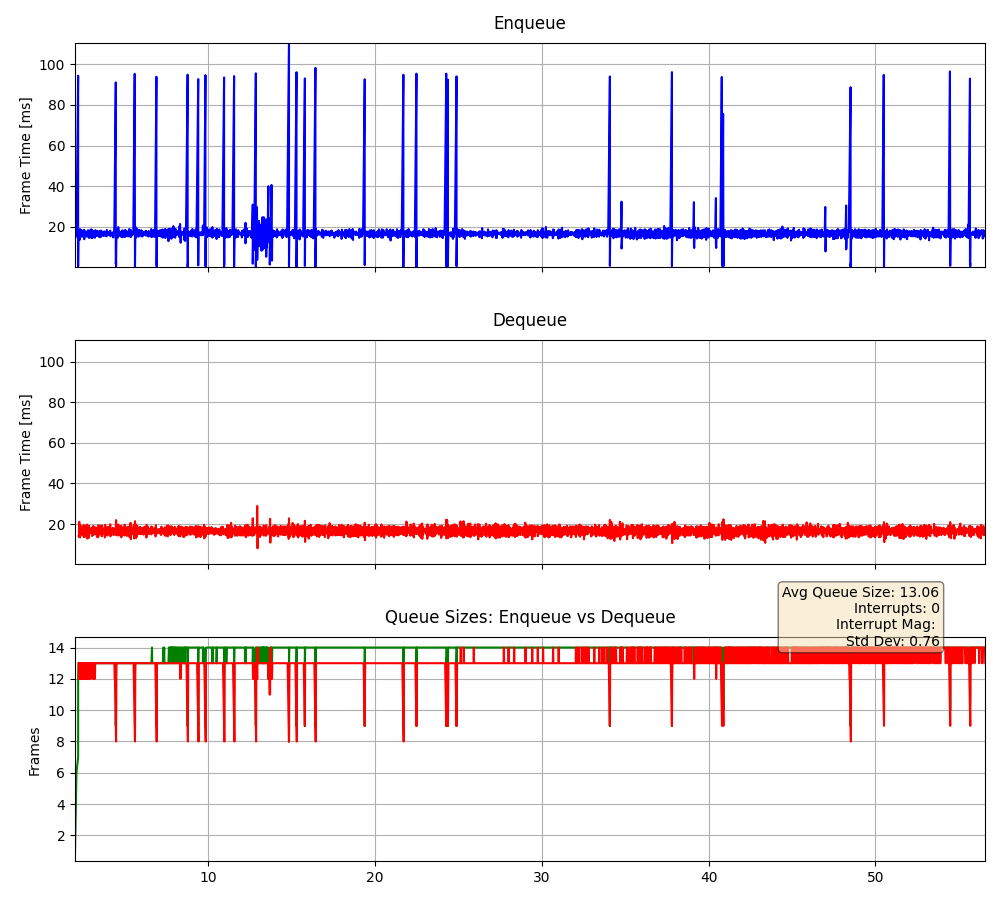 Enqueue
Frame Time [ms]
100
80
60
40
20
Dequeue
Frame Time [ms]
100
80
60
40
20
Queue Sizes: Enqueue vs Dequeue
Avg Queue Size: 13.06
Interrupts: 0
Interrupt Mag:
Std Dev: 0.76
Frames
14
12
10
8
6
4
2
10 20 30 40 50